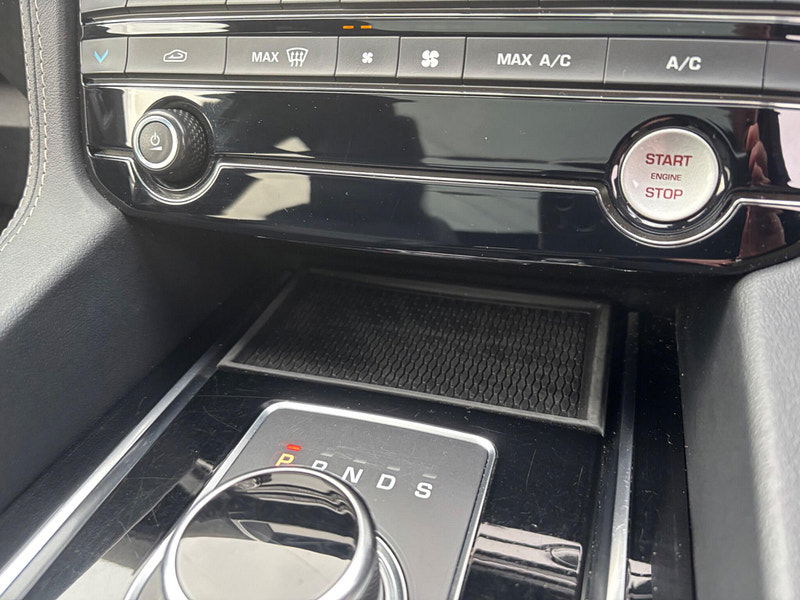 MAX MAX A/C A/C
START
ENGINE
STOP
P R N D S